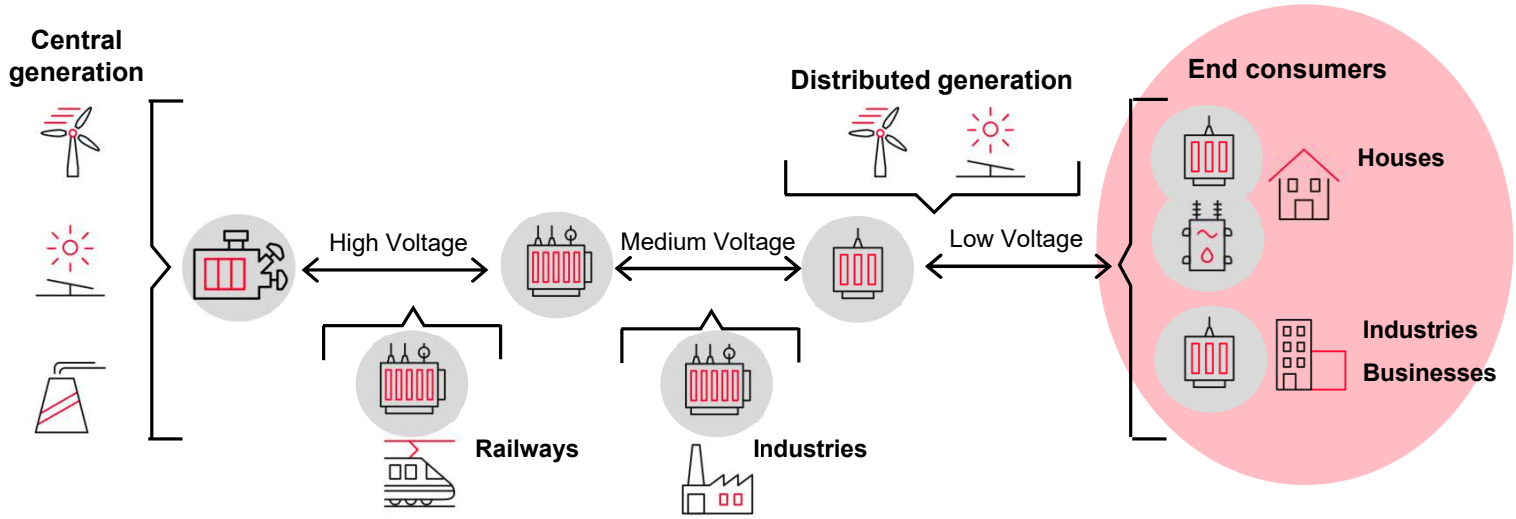 Central
generation
Distributed generation
End consumers
Houses
High Voltage
Medium Voltage
Low Voltage
Industries
Businesses
Railways
Industries